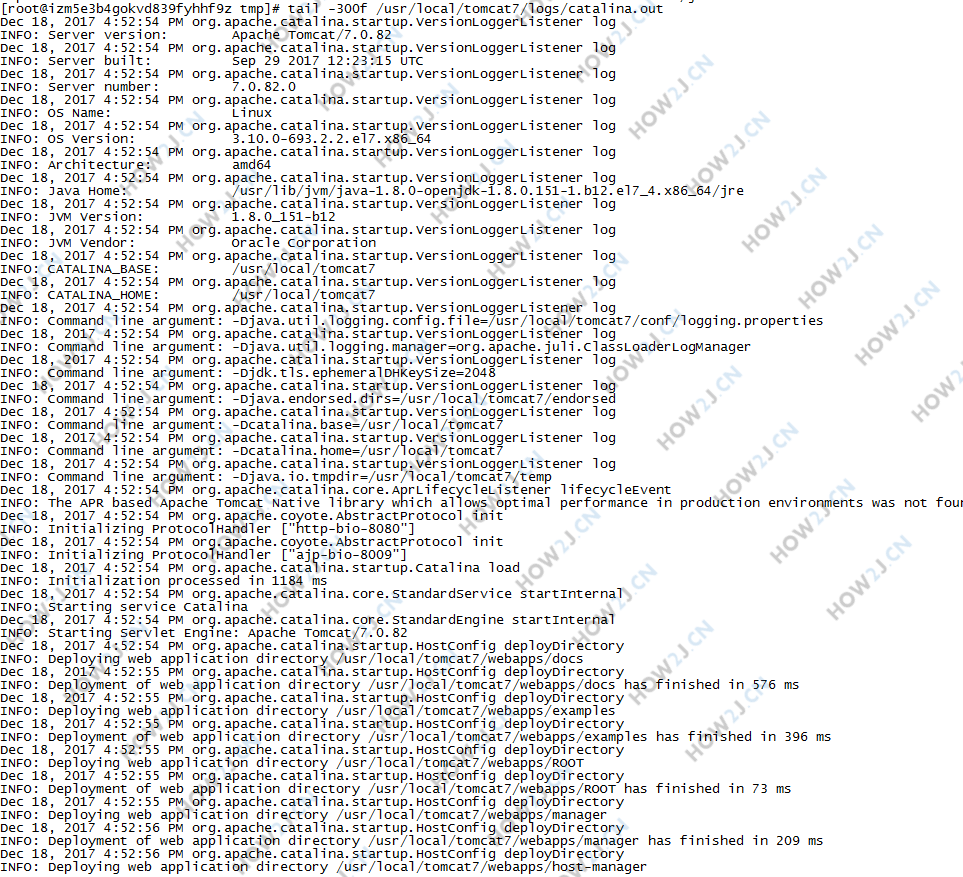 [root@izm5e3b4gokvd839fyhhf9z tmp]# tail -300f /usr/local/tomcat7/logs/catalina.out
Dec 18, 2017 4:52:54 PM org.apache.catalina.startup.VersionLoggerListener log
INFO: Server version:        Apache Tomcat/7.0.82
Dec 18, 2017 4:52:54 PM org.apache.catalina.startup.VersionLoggerListener log
INFO: Server built:          Sep 29 2017 12:23:15 UTC
Dec 18, 2017 4:52:54 PM org.apache.catalina.startup.VersionLoggerListener log
INFO: Server number:         7.0.82.0
Dec 18, 2017 4:52:54 PM org.apache.catalina.startup.VersionLoggerListener log
INFO: OS Name:               Linux
Dec 18, 2017 4:52:54 PM org.apache.catalina.startup.VersionLoggerListener log
INFO: OS Version:            3.10.0-693.2.2.el7.x86_64
Dec 18, 2017 4:52:54 PM org.apache.catalina.startup.VersionLoggerListener log
INFO: Architecture:          amd64
Dec 18, 2017 4:52:54 PM org.apache.catalina.startup.VersionLoggerListener log
INFO: Java Home:             /usr/lib/jvm/java-1.8.0-openjdk-1.8.0.151-1.b12.el7_4.x86_64/jre
Dec 18, 2017 4:52:54 PM org.apache.catalina.startup.VersionLoggerListener log
INFO: JVM Version:           1.8.0_151-b12
Dec 18, 2017 4:52:54 PM org.apache.catalina.startup.VersionLoggerListener log
INFO: JVM Vendor:            Oracle Corporation
Dec 18, 2017 4:52:54 PM org.apache.catalina.startup.VersionLoggerListener log
INFO: CATALINA_BASE:         /usr/local/tomcat7
Dec 18, 2017 4:52:54 PM org.apache.catalina.startup.VersionLoggerListener log
INFO: CATALINA_HOME:         /usr/local/tomcat7
Dec 18, 2017 4:52:54 PM org.apache.catalina.startup.VersionLoggerListener log
INFO: Command line argument: -Djava.util.logging.config.file=/usr/local/tomcat7/conf/logging.properties
Dec 18, 2017 4:52:54 PM org.apache.catalina.startup.VersionLoggerListener log
INFO: Command line argument: -Djava.util.logging.manager=org.apache.juli.ClassLoaderLogManager
Dec 18, 2017 4:52:54 PM org.apache.catalina.startup.VersionLoggerListener log
INFO: Command line argument: -Djdk.tls.ephemeralDHKeySize=2048
Dec 18, 2017 4:52:54 PM org.apache.catalina.startup.VersionLoggerListener log
INFO: Command line argument: -Djava.endorsed.dirs=/usr/local/tomcat7/endorsed
Dec 18, 2017 4:52:54 PM org.apache.catalina.startup.VersionLoggerListener log
INFO: Command line argument: -Dcatalina.base=/usr/local/tomcat7
Dec 18, 2017 4:52:54 PM org.apache.catalina.startup.VersionLoggerListener log
INFO: Command line argument: -Dcatalina.home=/usr/local/tomcat7
Dec 18, 2017 4:52:54 PM org.apache.catalina.startup.VersionLoggerListener log
INFO: Command line argument: -Djava.io.tmpdir=/usr/local/tomcat7/temp
Dec 18, 2017 4:52:54 PM org.apache.catalina.core.AprLifecycleListener lifecycleEvent
INFO: The APR based Apache Tomcat Native library which allows optimal performance in production environments was not foun
Dec 18, 2017 4:52:54 PM org.apache.coyote.AbstractProtocol init
INFO: Initializing ProtocolHandler ["http-bio-8080"]
Dec 18, 2017 4:52:54 PM org.apache.coyote.AbstractProtocol init
INFO: Initializing ProtocolHandler ["ajp-bio-8009"]
Dec 18, 2017 4:52:54 PM org.apache.catalina.startup.Catalina load
INFO: Initialization processed in 1184 ms
Dec 18, 2017 4:52:54 PM org.apache.catalina.core.StandardService startInternal
INFO: Starting service Catalina
Dec 18, 2017 4:52:54 PM org.apache.catalina.core.StandardEngine startInternal
INFO: Starting Servlet Engine: Apache Tomcat/7.0.82
Dec 18, 2017 4:52:54 PM org.apache.catalina.startup.HostConfig deployDirectory
INFO: Deploying web application directory /usr/local/tomcat7/webapps/docs
Dec 18, 2017 4:52:55 PM org.apache.catalina.startup.HostConfig deployDirectory
INFO: Deployment of web application directory /usr/local/tomcat7/webapps/docs has finished in 576 ms
Dec 18, 2017 4:52:55 PM org.apache.catalina.startup.HostConfig deployDirectory
INFO: Deploying web application directory /usr/local/tomcat7/webapps/examples
Dec 18, 2017 4:52:55 PM org.apache.catalina.startup.HostConfig deployDirectory
INFO: Deployment of web application directory /usr/local/tomcat7/webapps/examples has finished in 396 ms
Dec 18, 2017 4:52:55 PM org.apache.catalina.startup.HostConfig deployDirectory
INFO: Deploying web application directory /usr/local/tomcat7/webapps/ROOT
Dec 18, 2017 4:52:55 PM org.apache.catalina.startup.HostConfig deployDirectory
INFO: Deployment of web application directory /usr/local/tomcat7/webapps/ROOT has finished in 73 ms
Dec 18, 2017 4:52:55 PM org.apache.catalina.startup.HostConfig deployDirectory
INFO: Deploying web application directory /usr/local/tomcat7/webapps/manager
Dec 18, 2017 4:52:56 PM org.apache.catalina.startup.HostConfig deployDirectory
INFO: Deployment of web application directory /usr/local/tomcat7/webapps/manager has finished in 209 ms
Dec 18, 2017 4:52:56 PM org.apache.catalina.startup.HostConfig deployDirectory
INFO: Deploying web application directory /usr/local/tomcat7/webapps/host-manager
HOW2J.CN